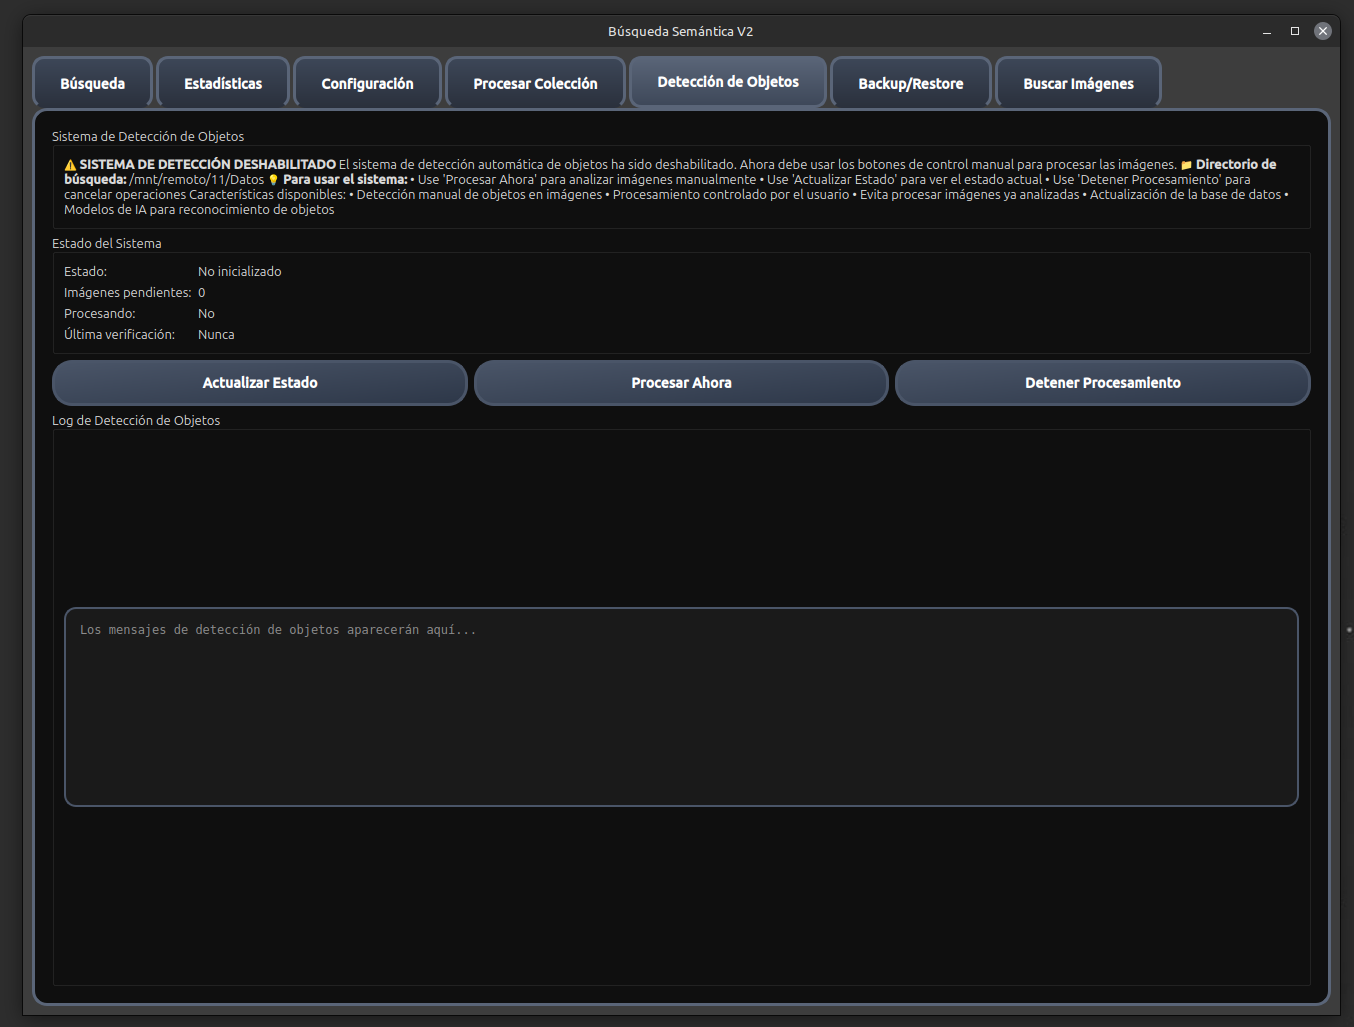 Búsqueda Semántica V2
Búsqueda
Estadísticas
Configuración
Procesar Colección
Detección de Objetos
Backup/Restore
Buscar Imágenes
Sistema de Detección de Objetos
⚠️ SISTEMA DE DETECCIÓN DESHABILITADO El sistema de detección automática de objetos ha sido deshabilitado. Ahora debe usar los botones de control manual para procesar las imágenes. 📁 Directorio de
búsqueda: /mnt/remoto/11/Datos 💡 Para usar el sistema: • Use 'Procesar Ahora' para analizar imágenes manualmente • Use 'Actualizar Estado' para ver el estado actual • Use 'Detener Procesamiento' para
cancelar operaciones Características disponibles: • Detección manual de objetos en imágenes • Procesamiento controlado por el usuario • Evita procesar imágenes ya analizadas • Actualización de la base de datos •
Modelos de IA para reconocimiento de objetos
Estado del Sistema
Estado: No inicializado
Imágenes pendientes: 0
Procesando: No
Última verificación: Nunca
Actualizar Estado
Procesar Ahora
Detener Procesamiento
Log de Detección de Objetos
Los mensajes de detección de objetos aparecerán aquí...